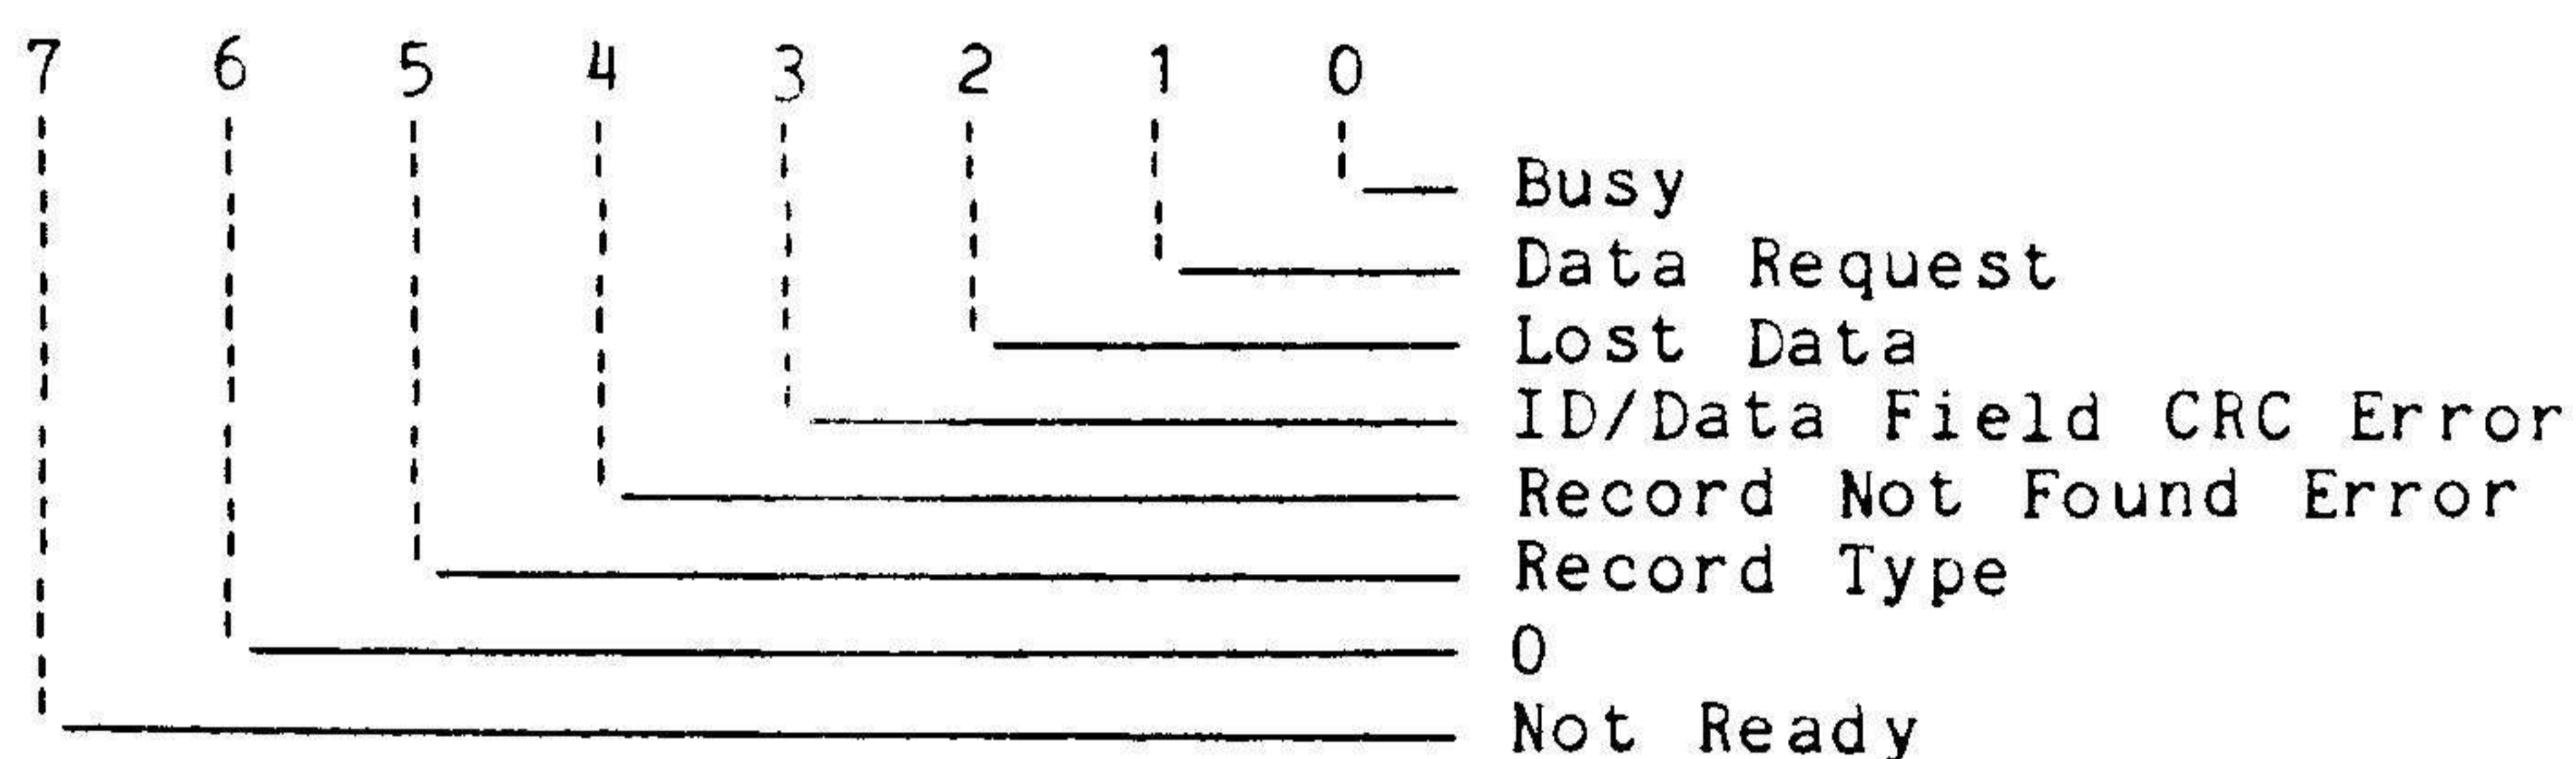 7 6 5 4 3 2 1 0
Busy
Data Request
Lost Data
ID/Data Field CRC Error
Record Not Found Error
Record Type
0
Not Ready